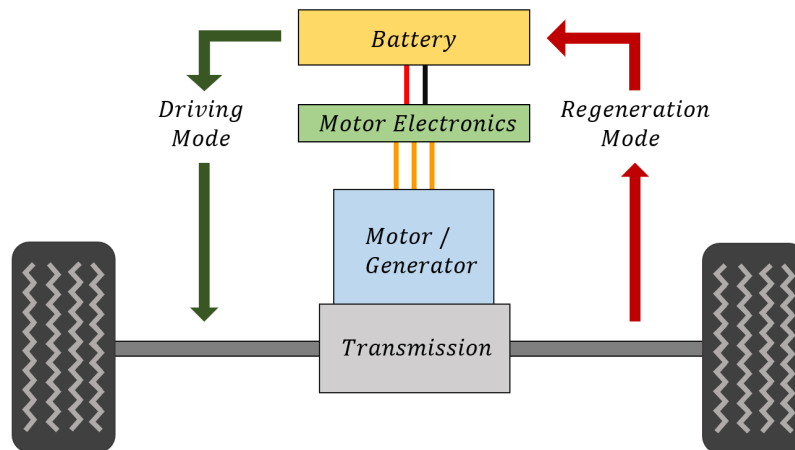 Battery
Driving
Mode
Motor Electronics
Regeneration
Mode
Motor /
Generator
Transmission